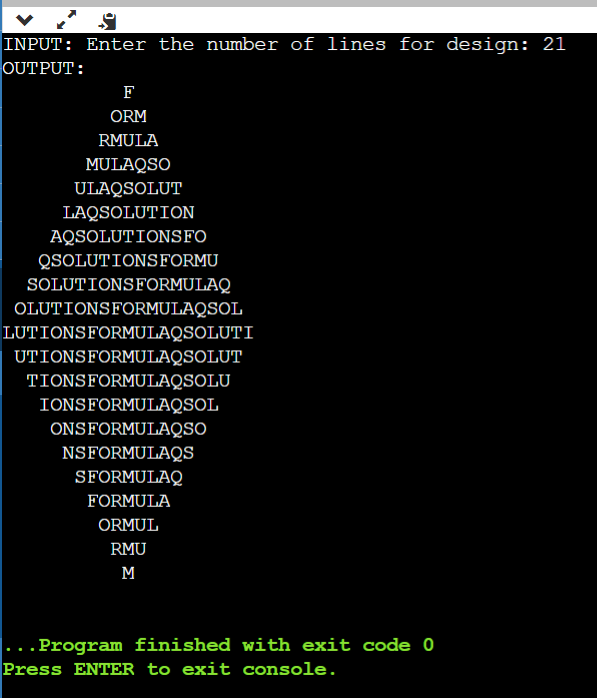 INPUT: Enter the number of lines for design: 21
OUTPUT:
F
ORM
RMULA
MULAQSO
ULAQSOLUT
LAQSOLUTION
AQSOLUTIONSFO
QSOLUTIONSFORMU
SOLUTIONSFORMULAQ
OLUTIONSFORMULAQSOL
LUTIONSFORMULAQSOLUTI
UTIONSFORMULAQSOLUT
TIONSFORMULAQSOLU
IONSFORMULAQSOL
ONSFORMULAQSO
NSFORMULAQS
SFORMULAQ
FORMULA
ORMUL
RMU
M
...Program finished with exit code 0
Press ENTER to exit console.